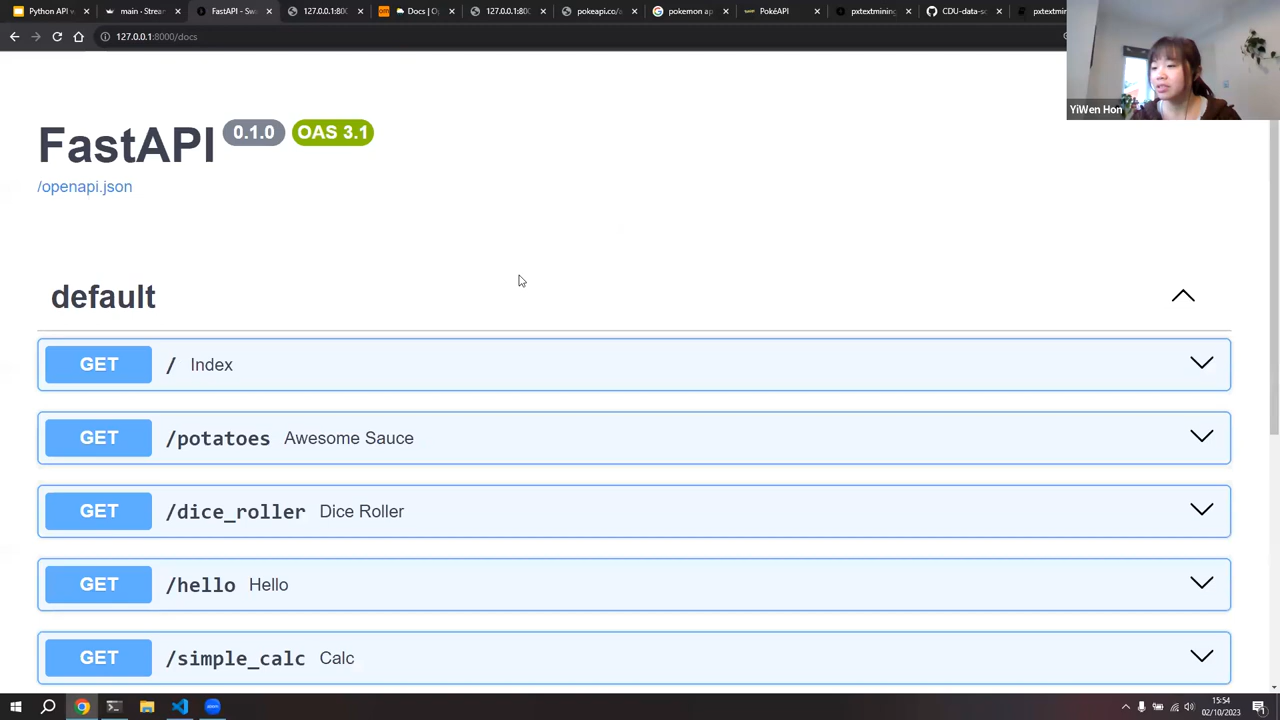 Python API w
main - Stream
FastAPI - Sw
127.0.0.1:800
Docs | O
127.0.0.1:800
pokeapi.co/a
pokemon ap
PokéAPI
pxtextmining
CDU-data-sc
pxtextmini
127.0.0.1:8000/docs
YiWen Hon
FastAPI 0.1.0 OAS 3.1
/openapi.json
default
GET / Index
GET /potatoes Awesome Sauce
GET /dice_roller Dice Roller
GET /hello Hello
GET /simple_calc Calc
15:54
02/10/2023